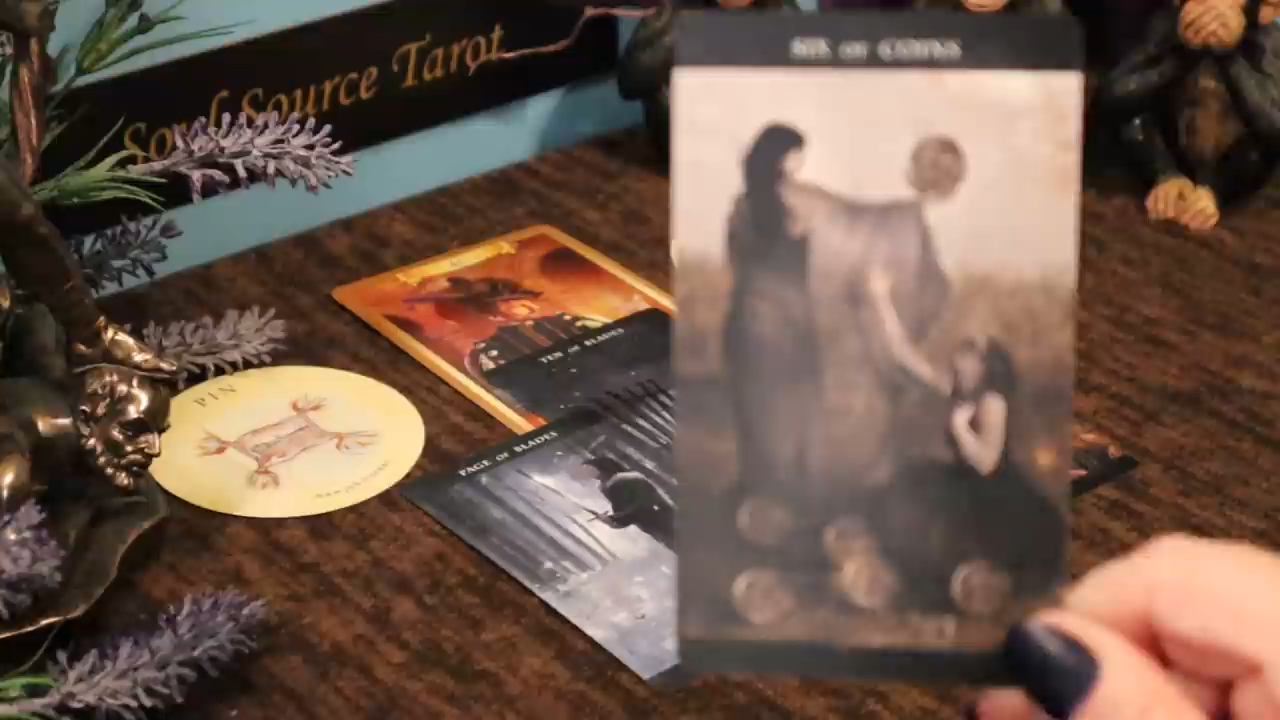 Soul Source Tarot
SIX OF COINS
TEN OF BLADES
PAGE OF BLADES
PIN